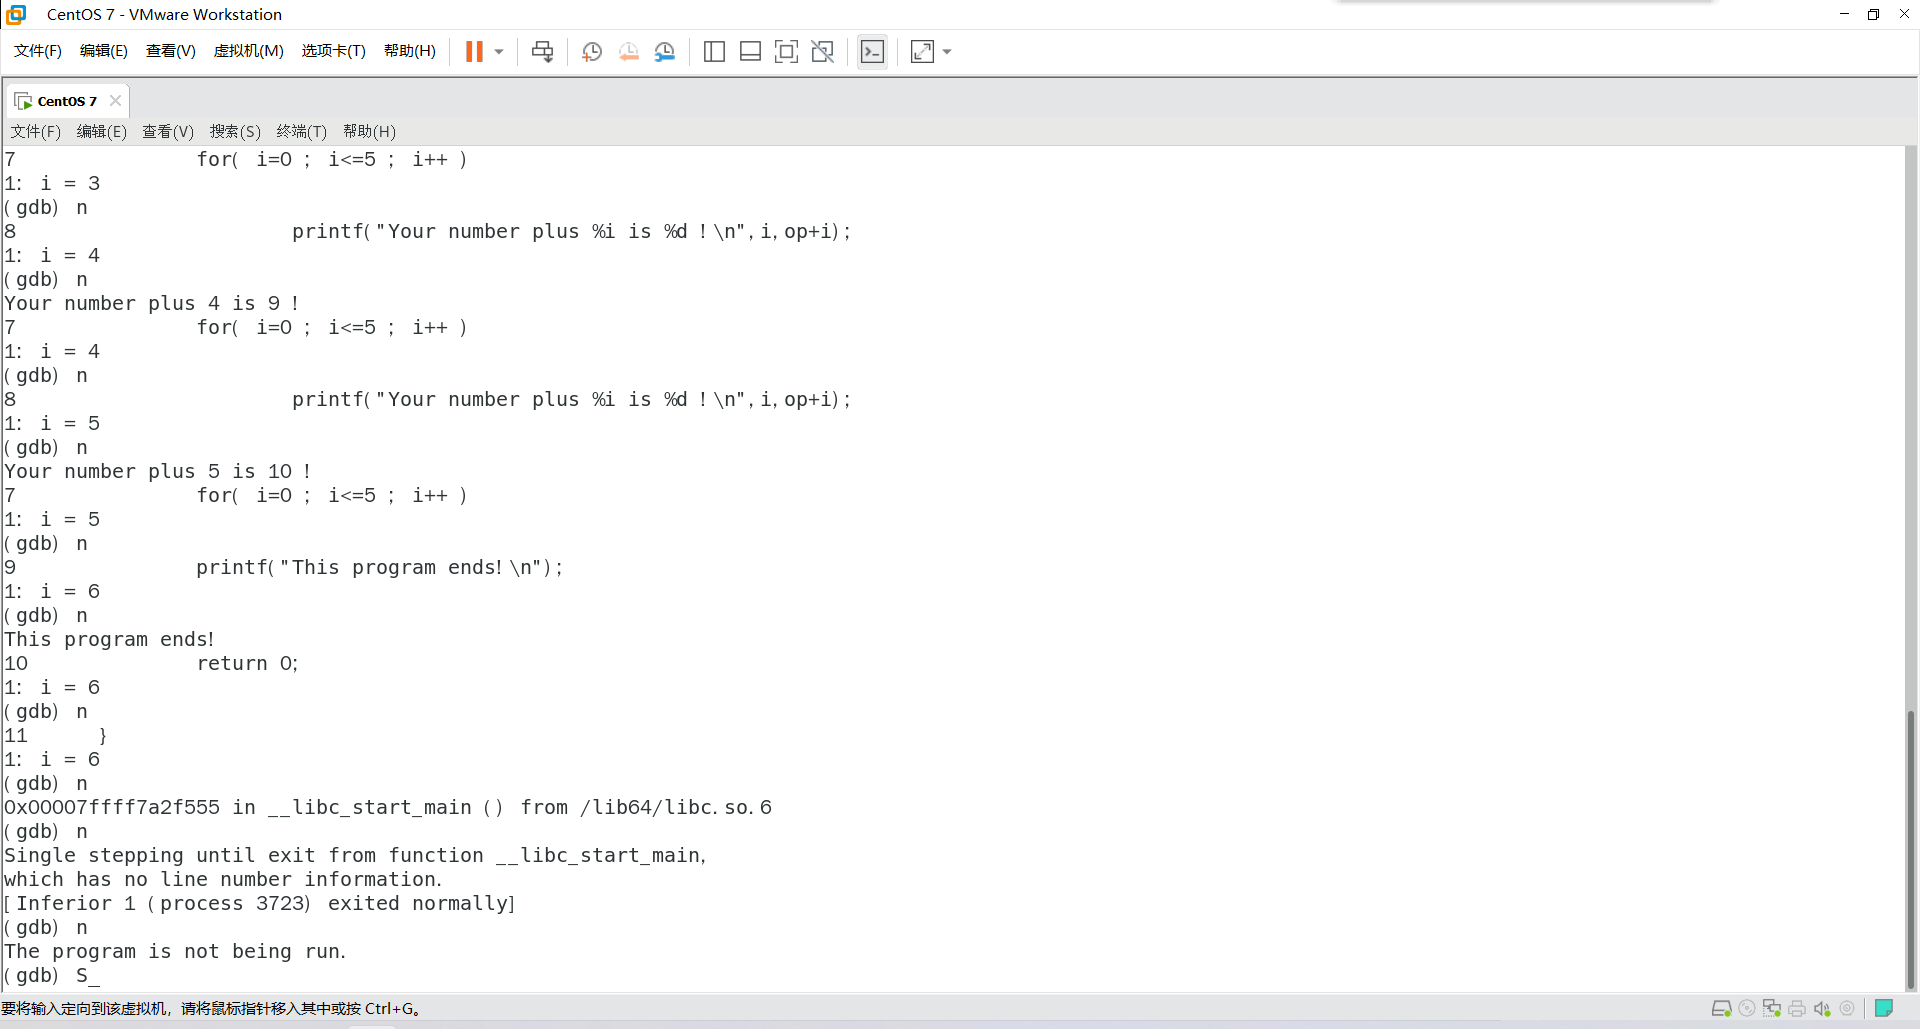 CentOS 7 - VMware Workstation
文件(F) 编辑(E) 查看(V) 虚拟机(M) 选项卡(T) 帮助(H)
CentOS 7
文件(F) 编辑(E) 查看(V) 搜索(S) 终端(T) 帮助(H)
7 for( i=0 ; i<=5 ; i++ )
1: i = 3
(gdb) n
8 printf("Your number plus %i is %d !\n",i,op+i);
1: i = 4
(gdb) n
Your number plus 4 is 9 !
7 for( i=0 ; i<=5 ; i++ )
1: i = 4
(gdb) n
8 printf("Your number plus %i is %d !\n",i,op+i);
1: i = 5
(gdb) n
Your number plus 5 is 10 !
7 for( i=0 ; i<=5 ; i++ )
1: i = 5
(gdb) n
9 printf("This program ends!\n");
1: i = 6
(gdb) n
This program ends!
10 return 0;
1: i = 6
(gdb) n
11 }
1: i = 6
(gdb) n
0x00007ffff7a2f555 in __libc_start_main () from /lib64/libc.so.6
(gdb) n
Single stepping until exit from function __libc_start_main,
which has no line number information.
[Inferior 1 (process 3723) exited normally]
(gdb) n
The program is not being run.
(gdb) S_
要将输入定向到该虚拟机，请将鼠标指针移入其中或按 Ctrl+G。